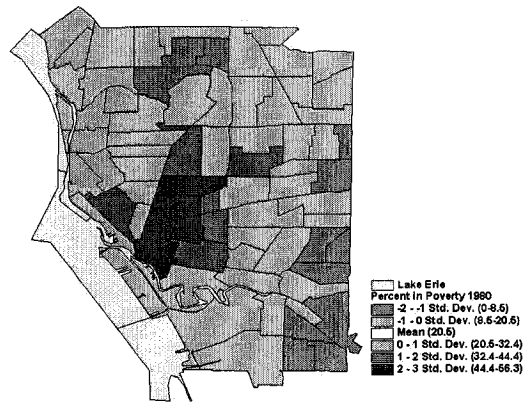 Lake Erie
Percent in Poverty 1980
-2 - -1 Std. Dev. (0-8.5)
-1 - 0 Std. Dev. (8.5-20.5)
Mean (20.5)
0 - 1 Std. Dev. (20.5-32.4)
1 - 2 Std. Dev. (32.4-44.4)
2 - 3 Std. Dev. (44.4-56.3)